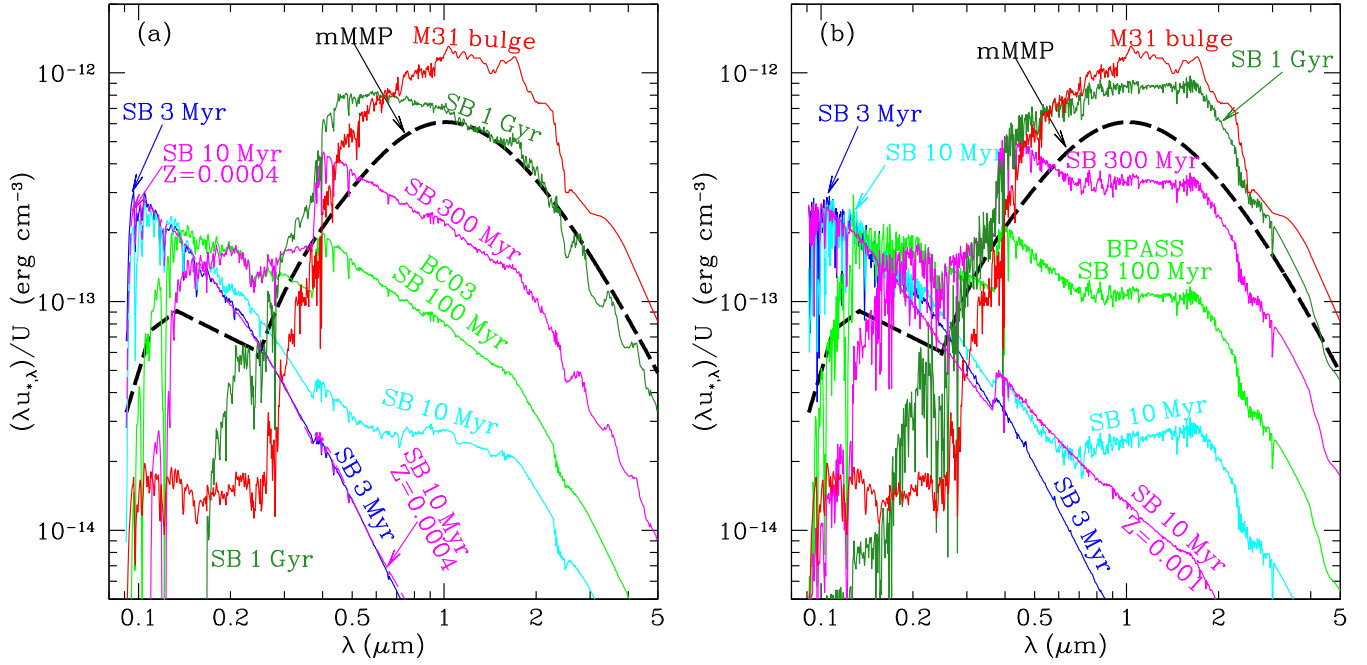 (a)
mMMP
M31 bulge
10⁻¹²
SB 3 Myr
SB 1 Gyr
SB 10 Myr
Z=0.0004
SB 300 Myr
10⁻¹³
BC03
SB 100 Myr
SB 10 Myr
10⁻¹⁴
SB 3 Myr
SB 10 Myr
Z=0.0004
SB 1 Gyr
(λu*,λ)/U (erg cm⁻³)
0.1 0.2 0.5 1 2 5
λ (μm)
(b)
mMMP
M31 bulge
10⁻¹²
SB 1 Gyr
SB 3 Myr
SB 10 Myr
SB 300 Myr
10⁻¹³
BPASS
SB 100 Myr
SB 10 Myr
10⁻¹⁴
SB 3 Myr
SB 10 Myr
Z=0.001
(λu*,λ)/U (erg cm⁻³)
0.1 0.2 0.5 1 2 5
λ (μm)